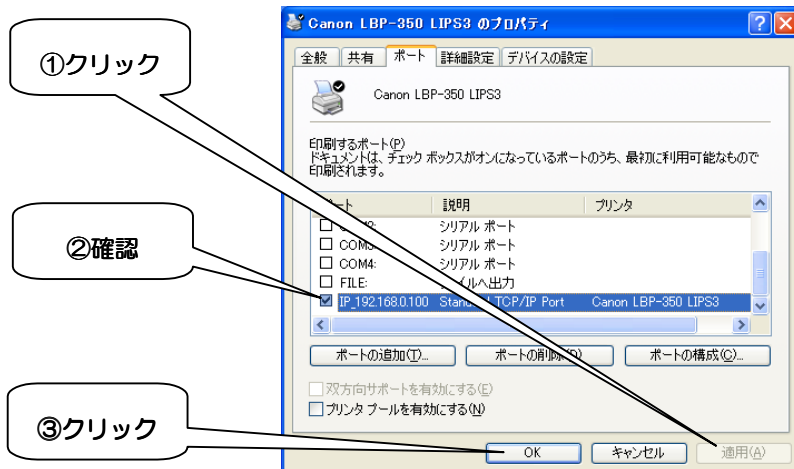 Canon LBP-350 LIPS3 のプロパティ
全般 共有 ポート 詳細設定 デバイスの設定
①クリック
Canon LBP-350 LIPS3
印刷するポート(P)
ドキュメントは、チェック ボックスがオンになっているポートのうち、最初に利用可能なもので
印刷されます。
説明 プリンタ
シリアル ポート
②確認
COM3: シリアル ポート
COM4: シリアル ポート
FILE: ファイルへ出力
IP_192.168.0.100 Standard TCP/IP Port Canon LBP-350 LIPS3
ポートの追加(T)... ポートの削除(D) ポートの構成(C)...
双方向サポートを有効にする(E)
プリンタ プールを有効にする(N)
③クリック
OK キャンセル 適用(A)